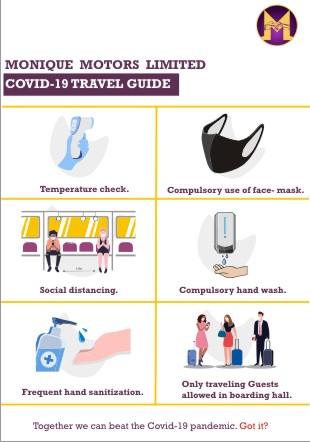 MONIQUE MOTORS LIMITED
COVID-19 TRAVEL GUIDE
Temperature check.
Compulsory use of face- mask.
Social distancing.
Compulsory hand wash.
Frequent hand sanitization.
Only traveling Guests
allowed in boarding hall.
Together we can beat the Covid-19 pandemic. Got it?